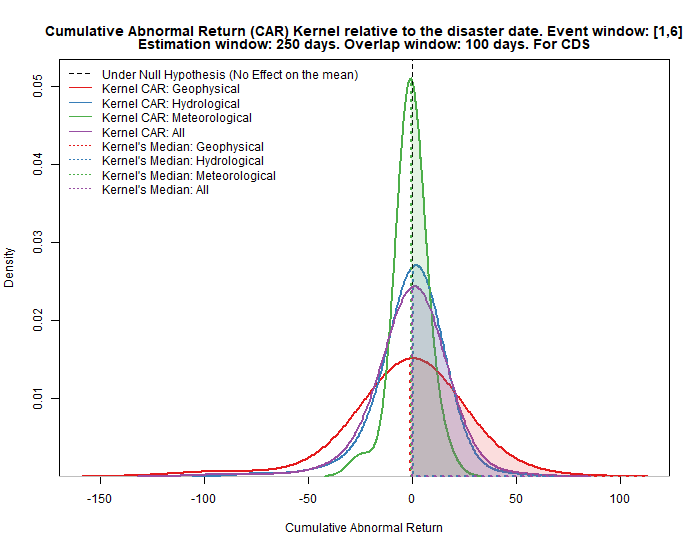 Cumulative Abnormal Return (CAR) Kernel relative to the disaster date. Event window: [1,6]
Estimation window: 250 days. Overlap window: 100 days. For CDS
Under Null Hypothesis (No Effect on the mean)
Kernel CAR: Geophysical
Kernel CAR: Hydrological
Kernel CAR: Meteorological
Kernel CAR: All
Kernel's Median: Geophysical
Kernel's Median: Hydrological
Kernel's Median: Meteorological
Kernel's Median: All
0.05
0.04
0.03
0.02
0.01
Density
-150 -100 -50 0 50 100
Cumulative Abnormal Return